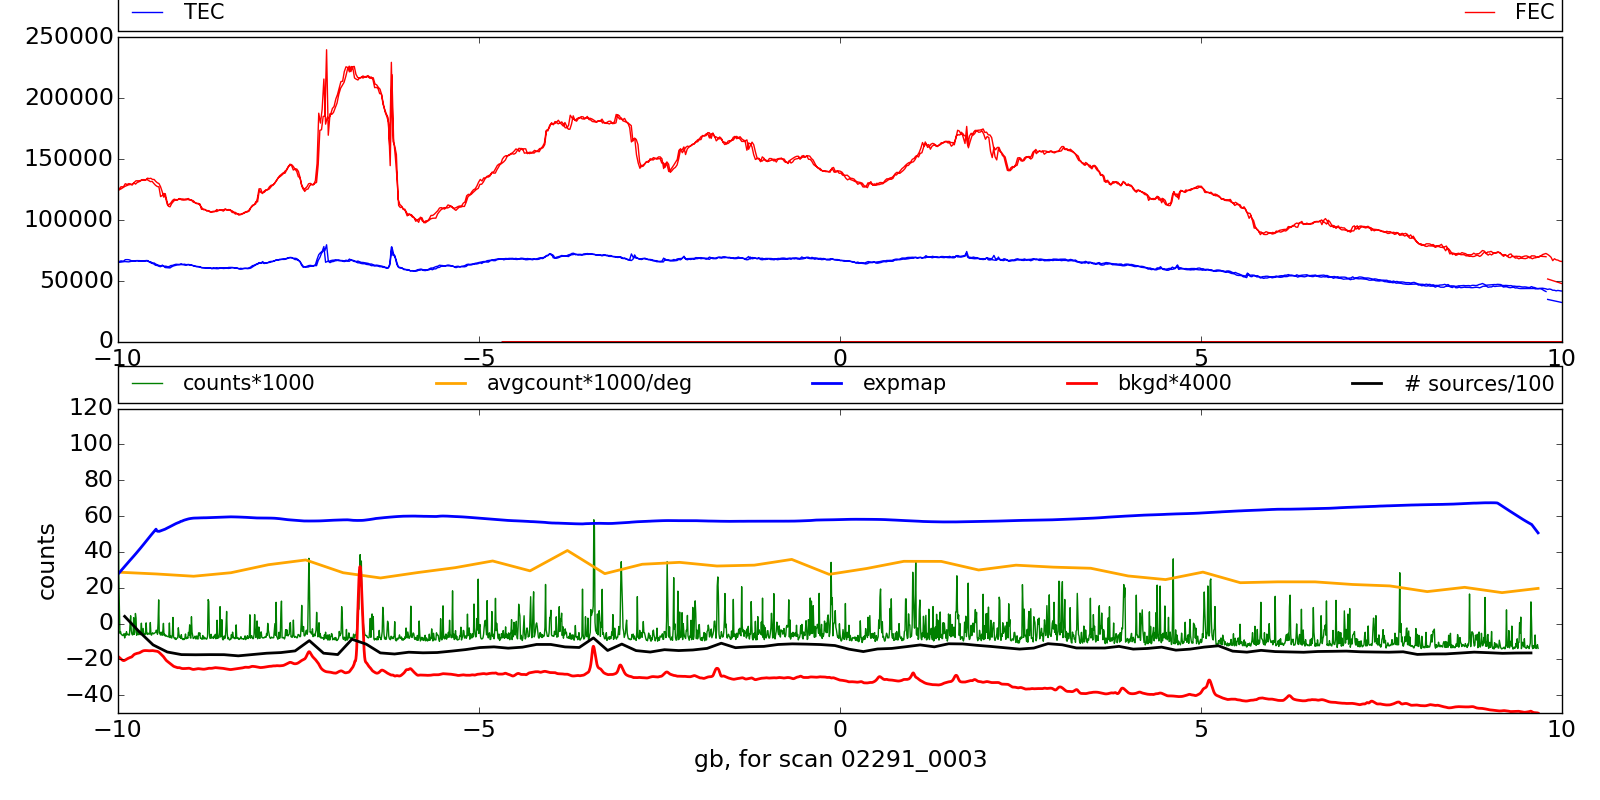 TEC FEC
250000
200000
150000
100000
50000
0
−10 −5 0 5 10
counts*1000 avgcount*1000/deg expmap bkgd*4000 # sources/100
120
100
80
60
40
20
0
−20
−40
counts
−10 −5 0 5 10
gb, for scan 02291_0003